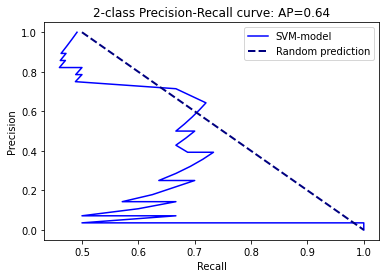 2-class Precision-Recall curve: AP=0.64
SVM-model
Random prediction
Precision
1.0
0.8
0.6
0.4
0.2
0.0
0.5 0.6 0.7 0.8 0.9 1.0
Recall